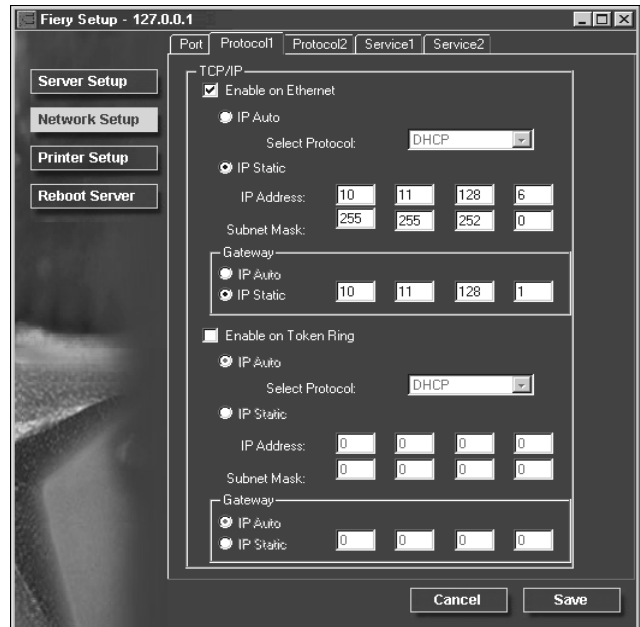 Fiery Setup - 127.0.0.1
Port Protocol1 Protocol2 Service1 Service2
Server Setup
Network Setup
Printer Setup
Reboot Server
TCP/IP
Enable on Ethernet
IP Auto
Select Protocol: DHCP
IP Static
IP Address: 10 11 128 6
Subnet Mask: 255 255 252 0
Gateway
IP Auto
IP Static 10 11 128 1
Enable on Token Ring
IP Auto
Select Protocol: DHCP
IP Static
IP Address: 0 0 0 0
Subnet Mask: 0 0 0 0
Gateway
IP Auto
IP Static 0 0 0 0
Cancel Save